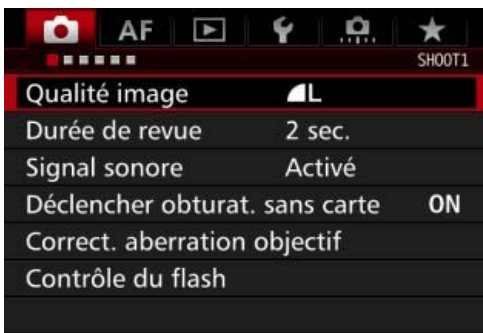 AF
SHOOT1
Qualité image L
Durée de revue 2 sec.
Signal sonore Activé
Déclencher obturat. sans carte ON
Correct. aberration objectif
Contrôle du flash